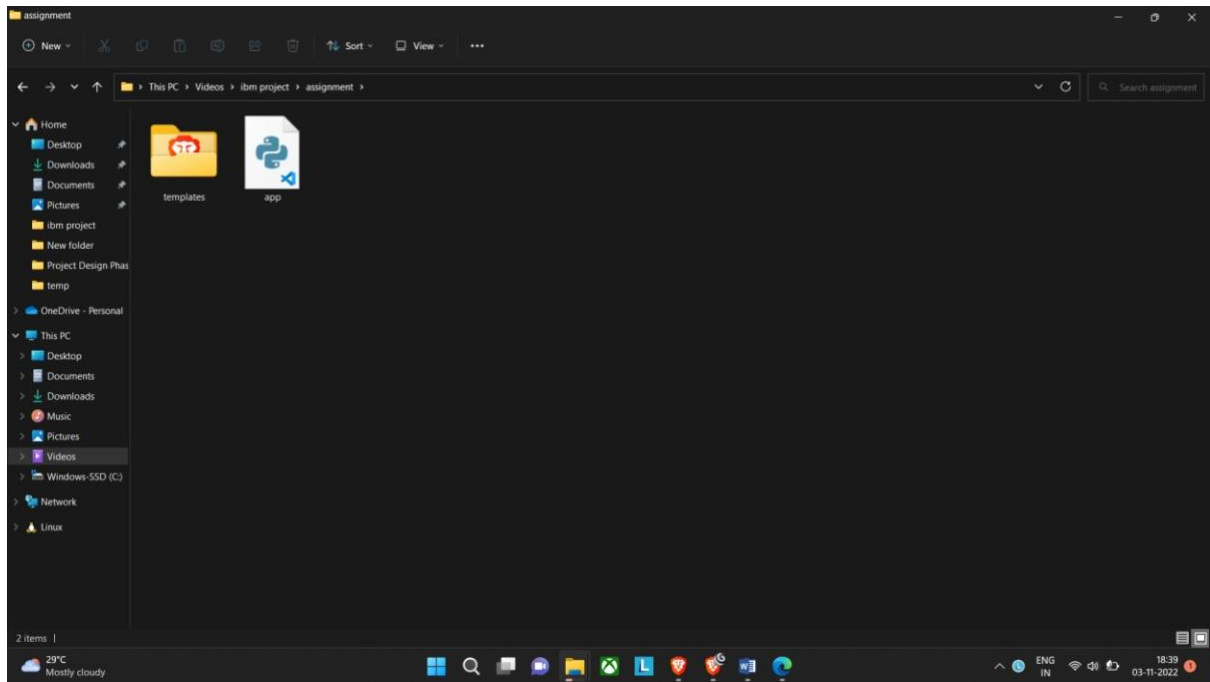 assignment
New
Sort
View
This PC > Videos > ibm project > assignment >
Search assignment
Home
Desktop
Downloads
Documents
Pictures
ibm project
New folder
Project Design Phas
temp
OneDrive - Personal
This PC
Desktop
Documents
Downloads
Music
Pictures
Videos
Windows-SSD (C:)
Network
Linux
templates
app
2 items
29°C
Mostly cloudy
L
W
G
ENG
IN
18:39
03-11-2022
1